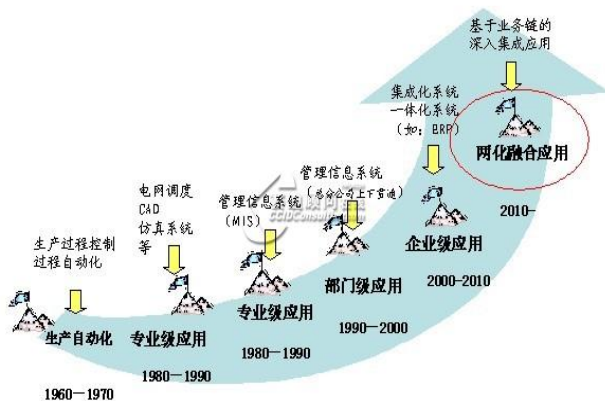 基于业务链的
深入集成应用
集成化系统
一体化系统
（如：ERP）
两化融合应用
管理信息系统
（总分公司上下贯通）
电网调度
CAD
仿真系统
等
管理信息系统
(MIS)
2010-
生产过程控制
过程自动化
企业级应用
2000-2010
部门级应用
1990—2000
专业级应用
1980—1990
生产自动化
专业级应用
1980—1990
1960—1970
CCIDConsulting.com